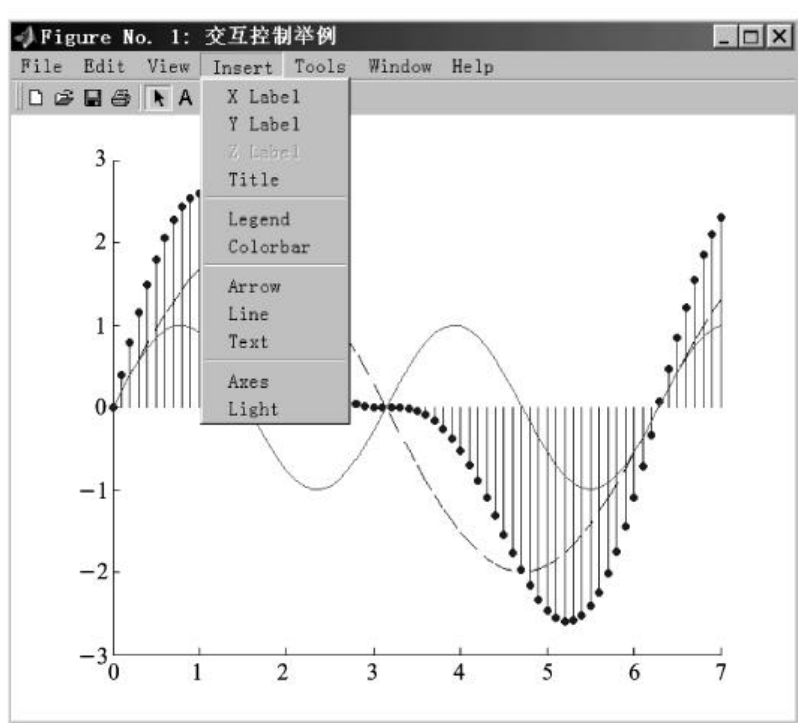 Figure No. 1: 交互控制举例
File Edit View Insert Tools Window Help
A
X Label
Y Label
Z Label
Title
Legend
Colorbar
Arrow
Line
Text
Axes
Light
3
2
1
0
−1
−2
−3
0 1 2 3 4 5 6 7